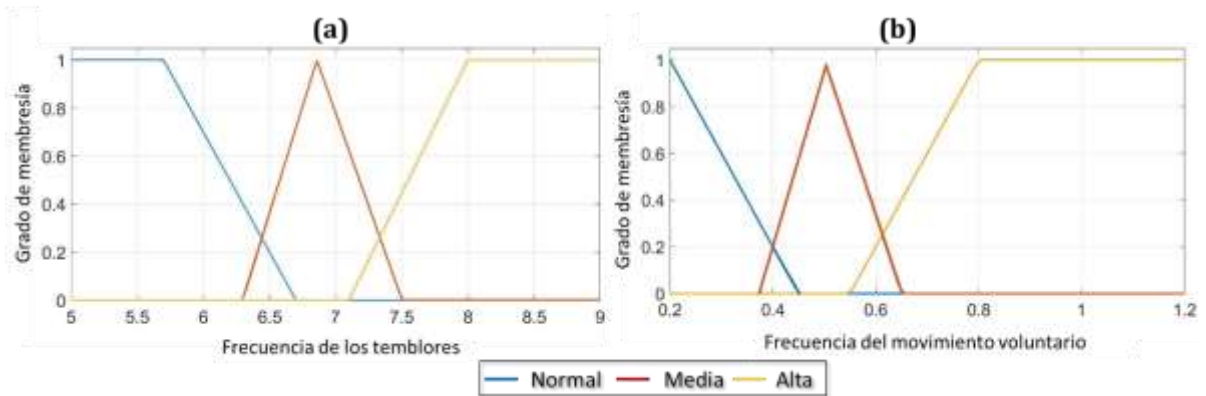 (a)
Grado de membresía
1
0.8
0.6
0.4
0.2
0
5 5.5 6 6.5 7 7.5 8 8.5 9
Frecuencia de los temblores
(b)
Grado de membresía
1
0.8
0.6
0.4
0.2
0
0.2 0.4 0.6 0.8 1 1.2
Frecuencia del movimiento voluntario
Normal Media Alta